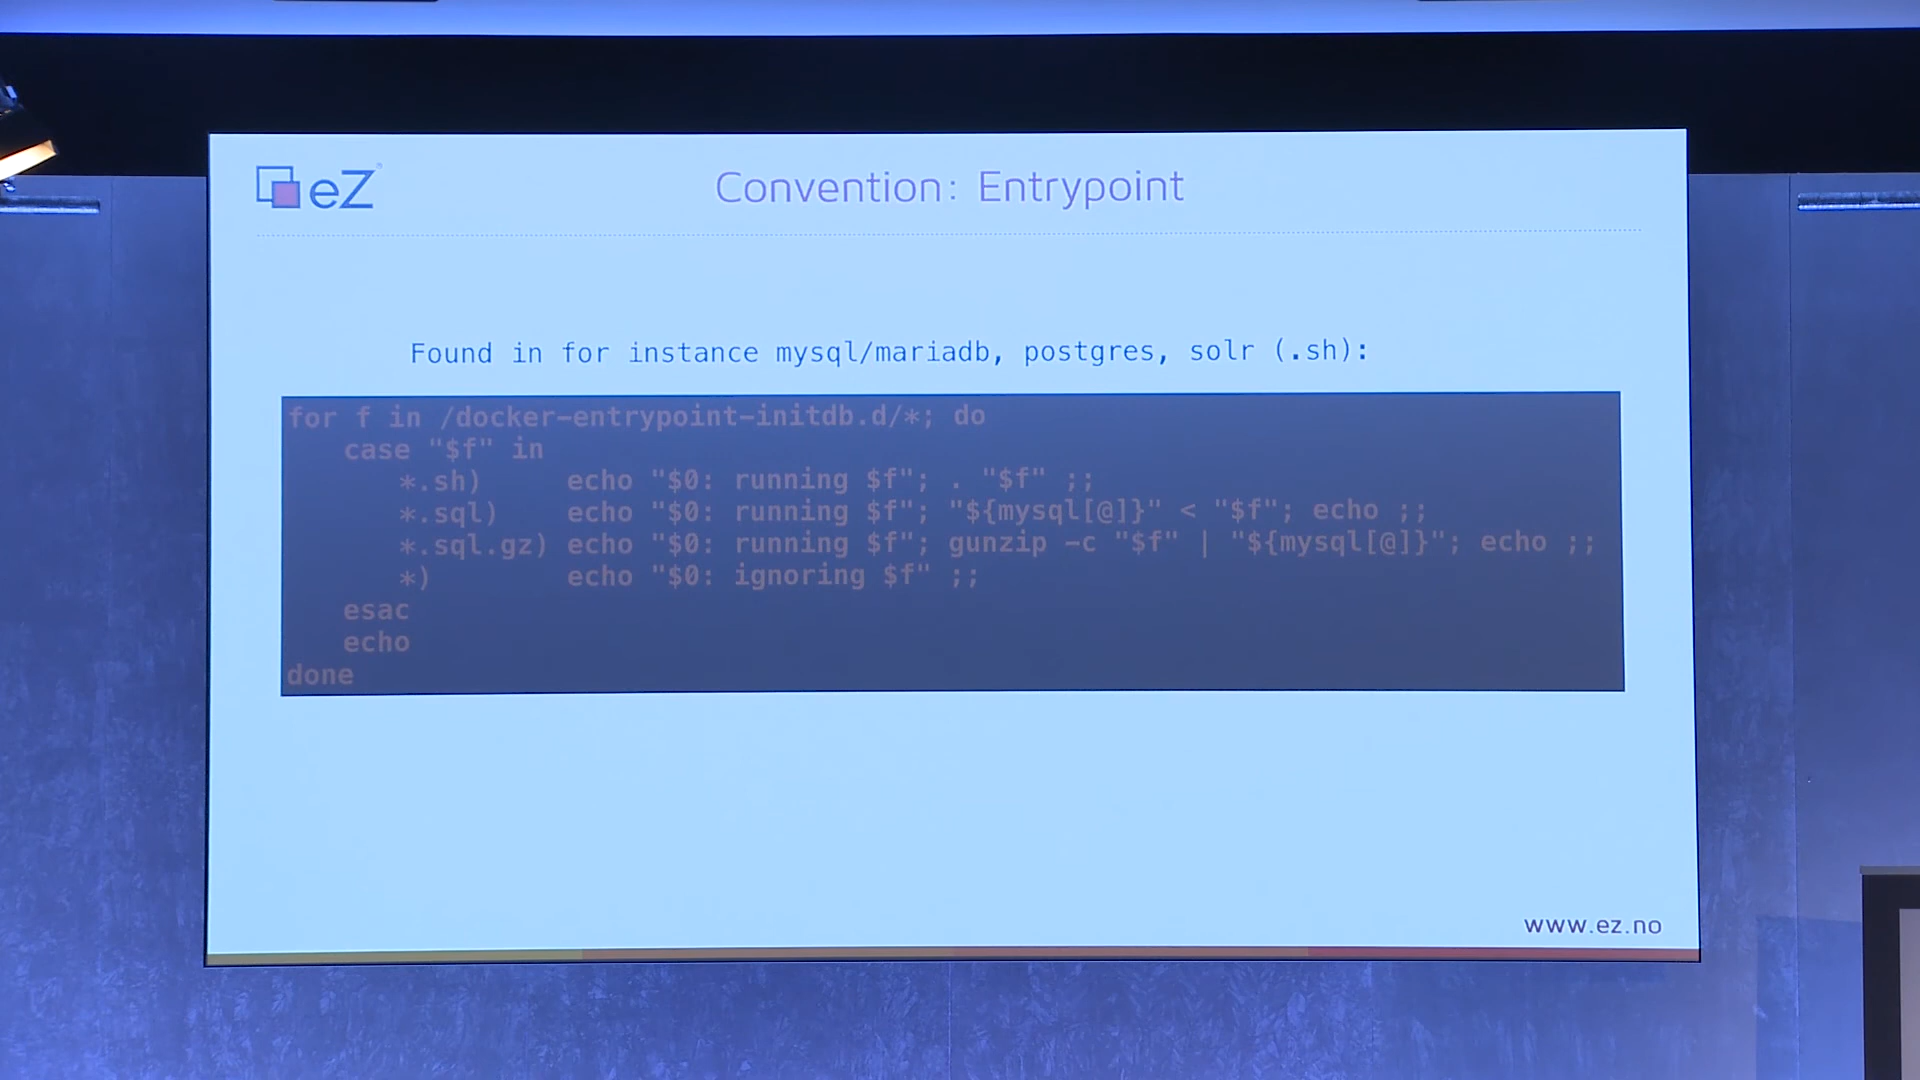 eZ®
Convention: Entrypoint
Found in for instance mysql/mariadb, postgres, solr (.sh):
for f in /docker-entrypoint-initdb.d/*; do
    case "$f" in
        *.sh)     echo "$0: running $f"; . "$f" ;;
        *.sql)    echo "$0: running $f"; "${mysql[@]}" < "$f"; echo ;;
        *.sql.gz) echo "$0: running $f"; gunzip -c "$f" | "${mysql[@]}"; echo ;;
        *)        echo "$0: ignoring $f" ;;
    esac
    echo
done
www.ez.no